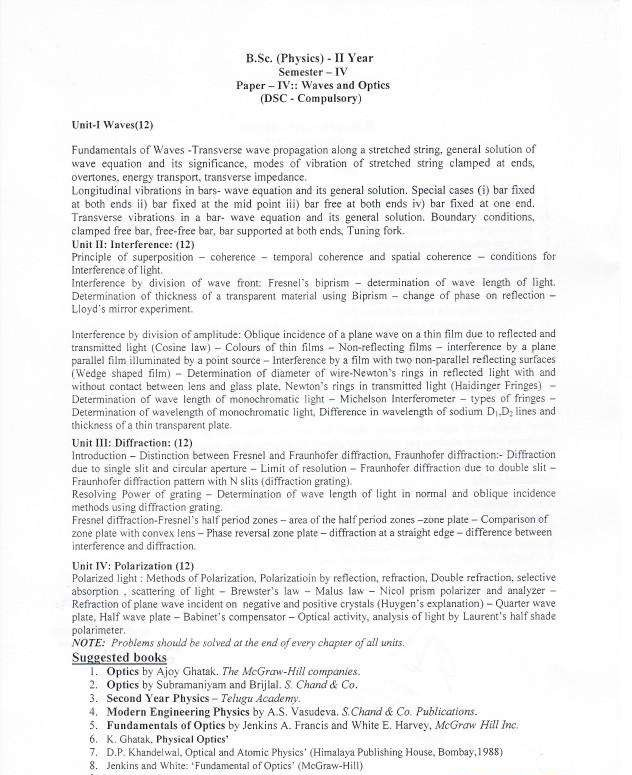 B.Sc. (Physics) - II Year
Semester – IV
Paper – IV:: Waves and Optics
(DSC - Compulsory)
Unit-I Waves(12)
Fundamentals of Waves -Transverse wave propagation along a stretched string, general solution of
wave equation and its significance, modes of vibration of stretched string clamped at ends,
overtones, energy transport, transverse impedance.
Longitudinal vibrations in bars- wave equation and its general solution. Special cases (i) bar fixed
at both ends ii) bar fixed at the mid point iii) bar free at both ends iv) bar fixed at one end.
Transverse vibrations in a bar- wave equation and its general solution. Boundary conditions,
clamped free bar, free-free bar, bar supported at both ends, Tuning fork.
Unit II: Interference: (12)
Principle of superposition – coherence – temporal coherence and spatial coherence – conditions for
Interference of light.
Interference by division of wave front: Fresnel's biprism – determination of wave length of light.
Determination of thickness of a transparent material using Biprism – change of phase on reflection –
Lloyd's mirror experiment.
Interference by division of amplitude: Oblique incidence of a plane wave on a thin film due to reflected and
transmitted light (Cosine law) – Colours of thin films – Non-reflecting films – interference by a plane
parallel film illuminated by a point source – Interference by a film with two non-parallel reflecting surfaces
(Wedge shaped film) – Determination of diameter of wire-Newton's rings in reflected light with and
without contact between lens and glass plate, Newton's rings in transmitted light (Haidinger Fringes) –
Determination of wave length of monochromatic light – Michelson Interferometer – types of fringes –
Determination of wavelength of monochromatic light, Difference in wavelength of sodium D1,D2 lines and
thickness of a thin transparent plate.
Unit III: Diffraction: (12)
Introduction – Distinction between Fresnel and Fraunhofer diffraction, Fraunhofer diffraction:- Diffraction
due to single slit and circular aperture – Limit of resolution – Fraunhofer diffraction due to double slit –
Fraunhofer diffraction pattern with N slits (diffraction grating).
Resolving Power of grating – Determination of wave length of light in normal and oblique incidence
methods using diffraction grating.
Fresnel diffraction-Fresnel's half period zones – area of the half period zones –zone plate – Comparison of
zone plate with convex lens – Phase reversal zone plate – diffraction at a straight edge – difference between
interference and diffraction.
Unit IV: Polarization (12)
Polarized light : Methods of Polarization, Polarizatioin by reflection, refraction, Double refraction, selective
absorption , scattering of light – Brewster's law – Malus law – Nicol prism polarizer and analyzer –
Refraction of plane wave incident on negative and positive crystals (Huygen's explanation) – Quarter wave
plate, Half wave plate – Babinet's compensator – Optical activity, analysis of light by Laurent's half shade
polarimeter.
NOTE: Problems should be solved at the end of every chapter of all units.
Suggested books
1. Optics by Ajoy Ghatak. The McGraw-Hill companies.
2. Optics by Subramaniyam and Brijlal. S. Chand & Co.
3. Second Year Physics – Telugu Academy.
4. Modern Engineering Physics by A.S. Vasudeva. S.Chand & Co. Publications.
5. Fundamentals of Optics by Jenkins A. Francis and White E. Harvey, McGraw Hill Inc.
6. K. Ghatak, Physical Optics'
7. D.P. Khandelwal, Optical and Atomic Physics' (Himalaya Publishing House, Bombay,1988)
8. Jenkins and White: 'Fundamental of Optics' (McGraw-Hill)